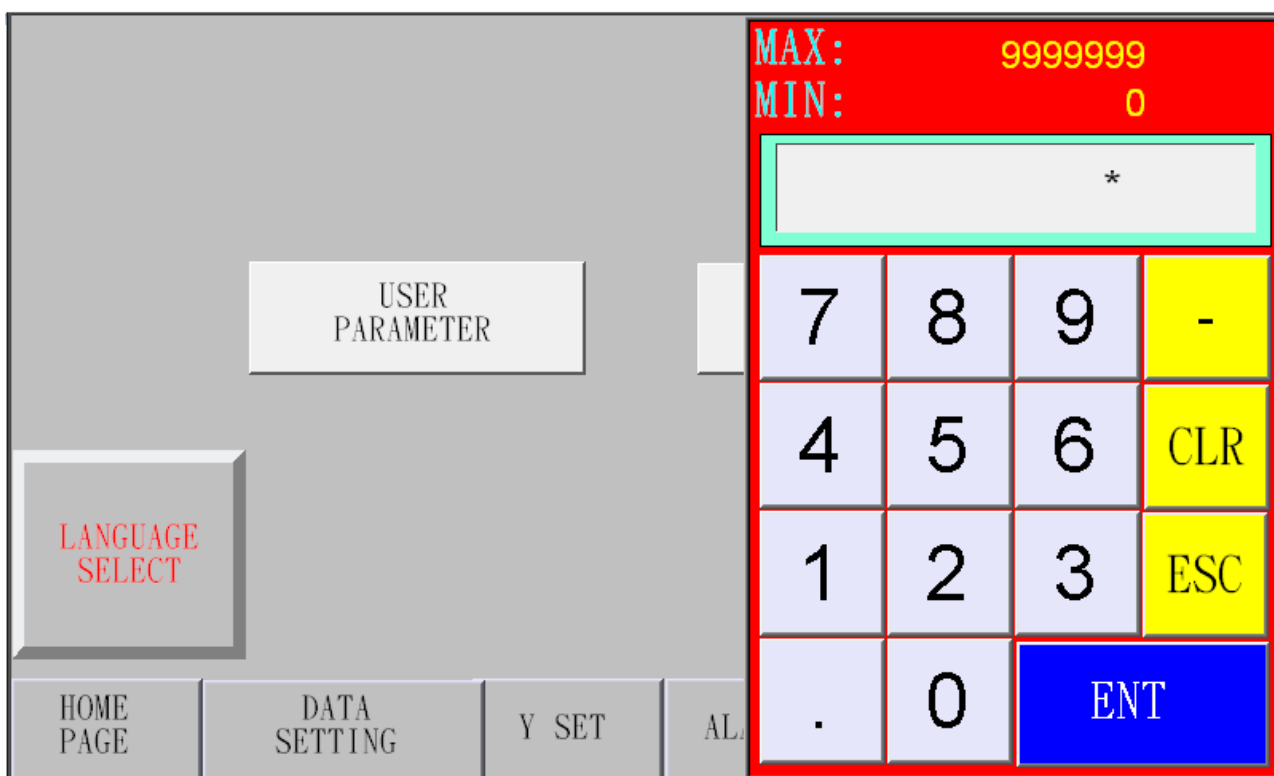 MAX: 9999999
MIN: 0
*
USER
PARAMETER
7 8 9 -
4 5 6 CLR
LANGUAGE
SELECT
1 2 3 ESC
. 0 ENT
HOME
PAGE
DATA
SETTING
Y SET
AL